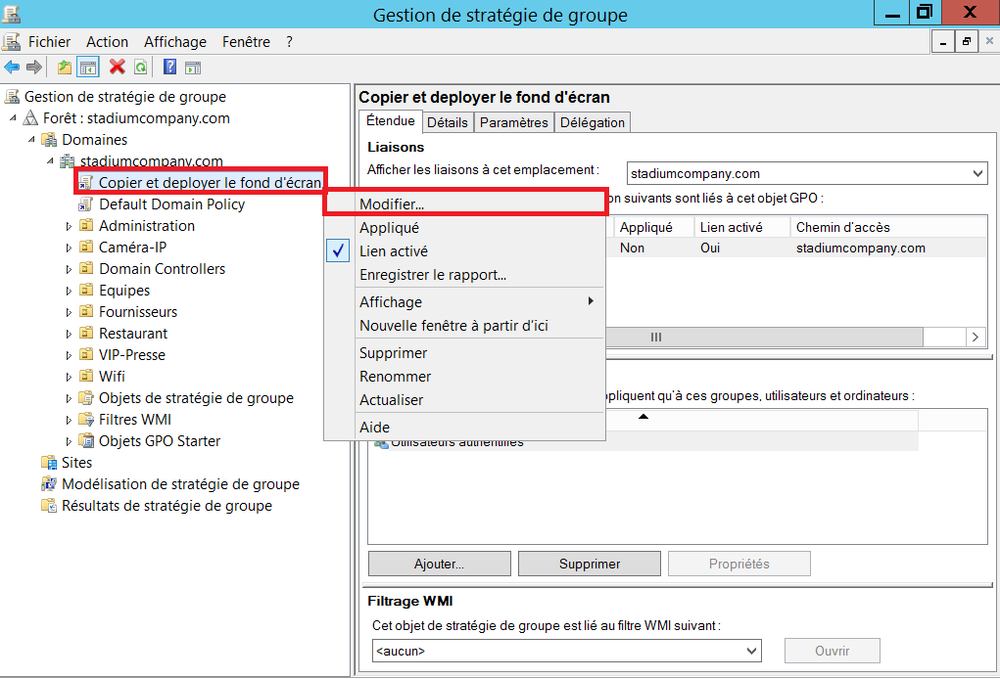 Gestion de stratégie de groupe
Fichier Action Affichage Fenêtre ?
Gestion de stratégie de groupe
Forêt : stadiumcompany.com
Domaines
stadiumcompany.com
Copier et deployer le fond d'écran
Default Domain Policy
Administration
Caméra-IP
Domain Controllers
Equipes
Fournisseurs
Restaurant
VIP-Presse
Wifi
Objets de stratégie de groupe
Filtres WMI
Objets GPO Starter
Sites
Modélisation de stratégie de groupe
Résultats de stratégie de groupe
Modifier...
Appliqué
Lien activé
Enregistrer le rapport...
Affichage
Nouvelle fenêtre à partir d'ici
Supprimer
Renommer
Actualiser
Aide
Copier et deployer le fond d'écran
Étendue Détails Paramètres Délégation
Liaisons
Afficher les liaisons à cet emplacement : stadiumcompany.com
suivants sont liés à cet objet GPO :
Appliqué Lien activé Chemin d'accès
Non Oui stadiumcompany.com
qu'à ces groupes, utilisateurs et ordinateurs :
Utilisateurs authentifiés
Ajouter... Supprimer Propriétés
Filtrage WMI
Cet objet de stratégie de groupe est lié au filtre WMI suivant :
<aucun> Ouvrir